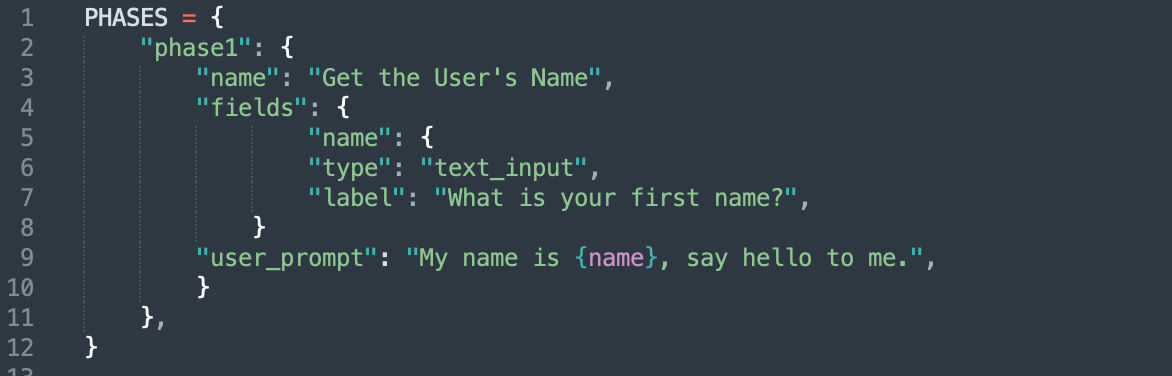 1 PHASES = {
2 "phase1": {
3 "name": "Get the User's Name",
4 "fields": {
5 "name": {
6 "type": "text_input",
7 "label": "What is your first name?",
8 }
9 "user_prompt": "My name is {name}, say hello to me.",
10 }
11 },
12 }
13